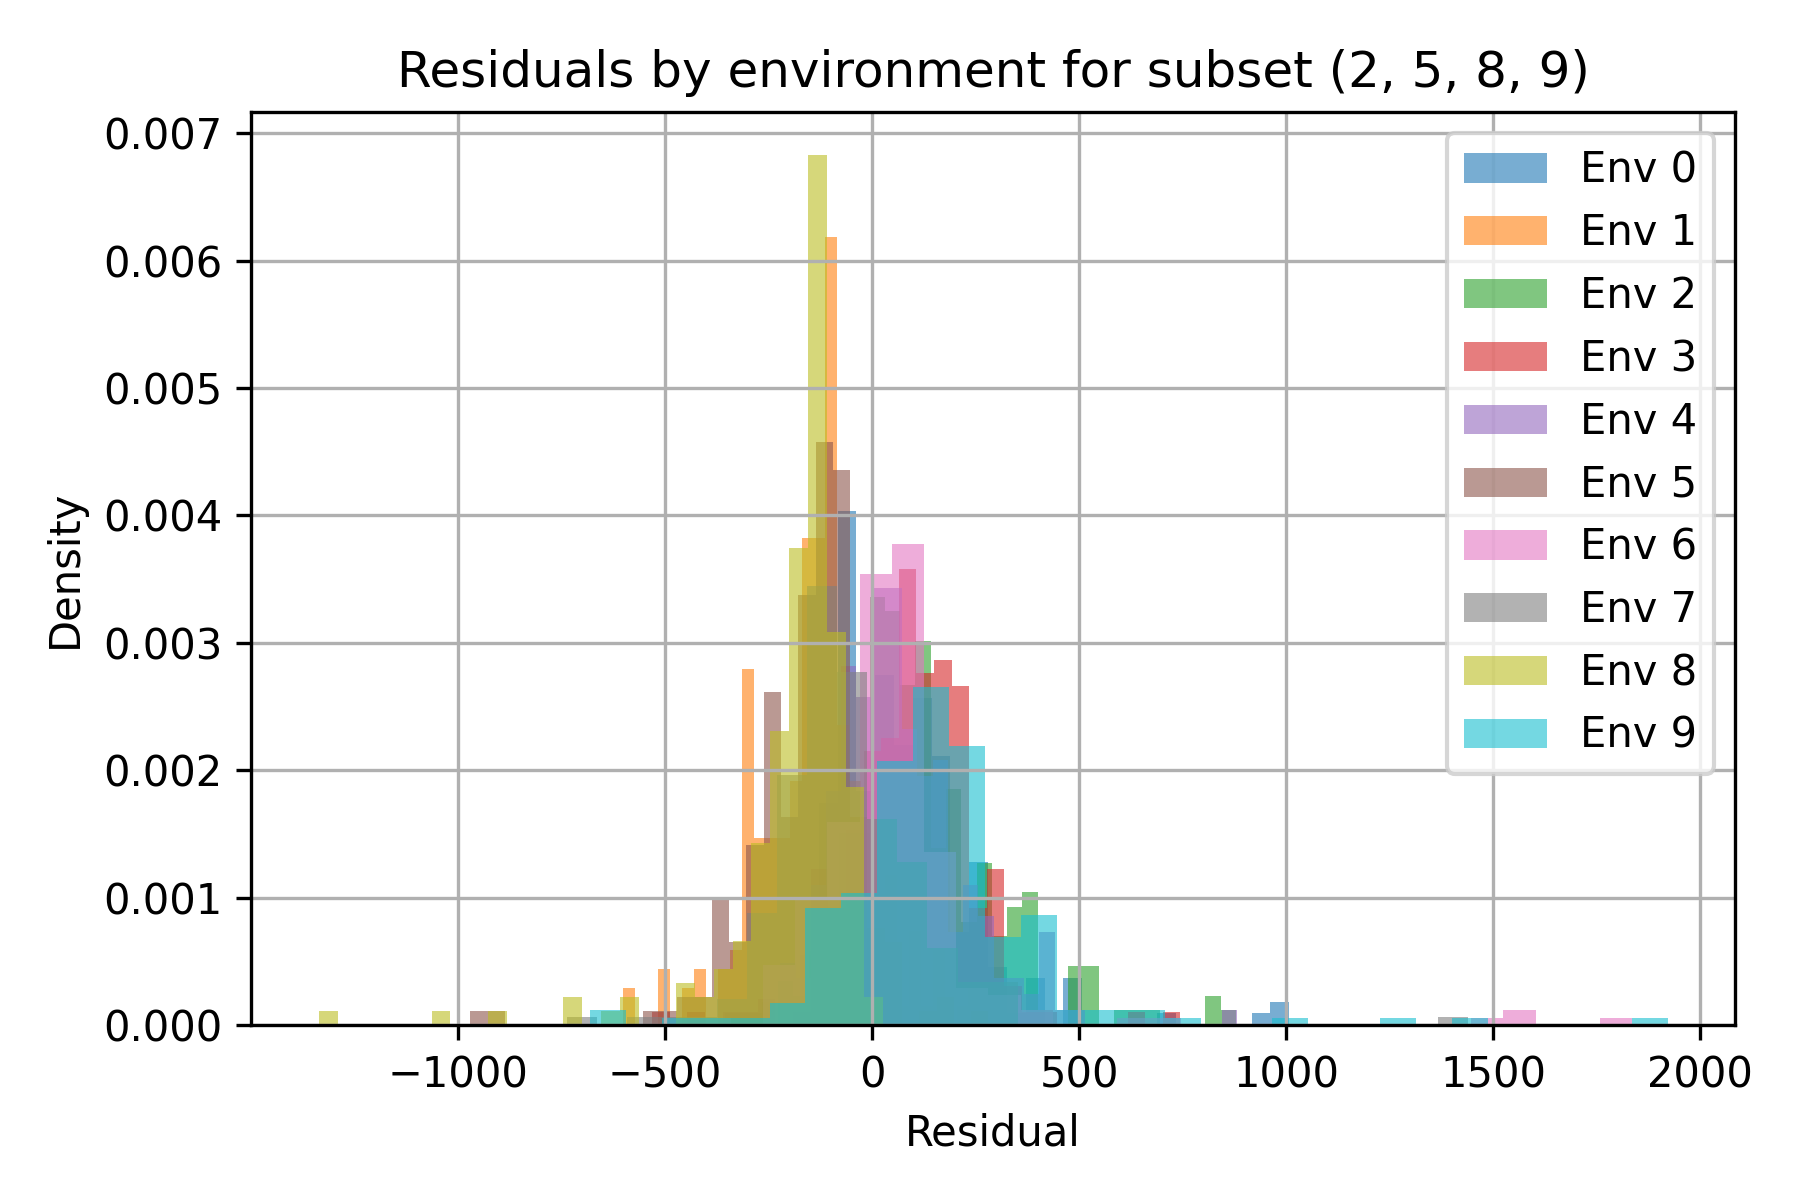 Residuals by environment for subset (2, 5, 8, 9)
0.007
0.006
0.005
0.004
0.003
0.002
0.001
0.000
Density
Env 0
Env 1
Env 2
Env 3
Env 4
Env 5
Env 6
Env 7
Env 8
Env 9
−1000
−500
0
500
1000
1500
2000
Residual